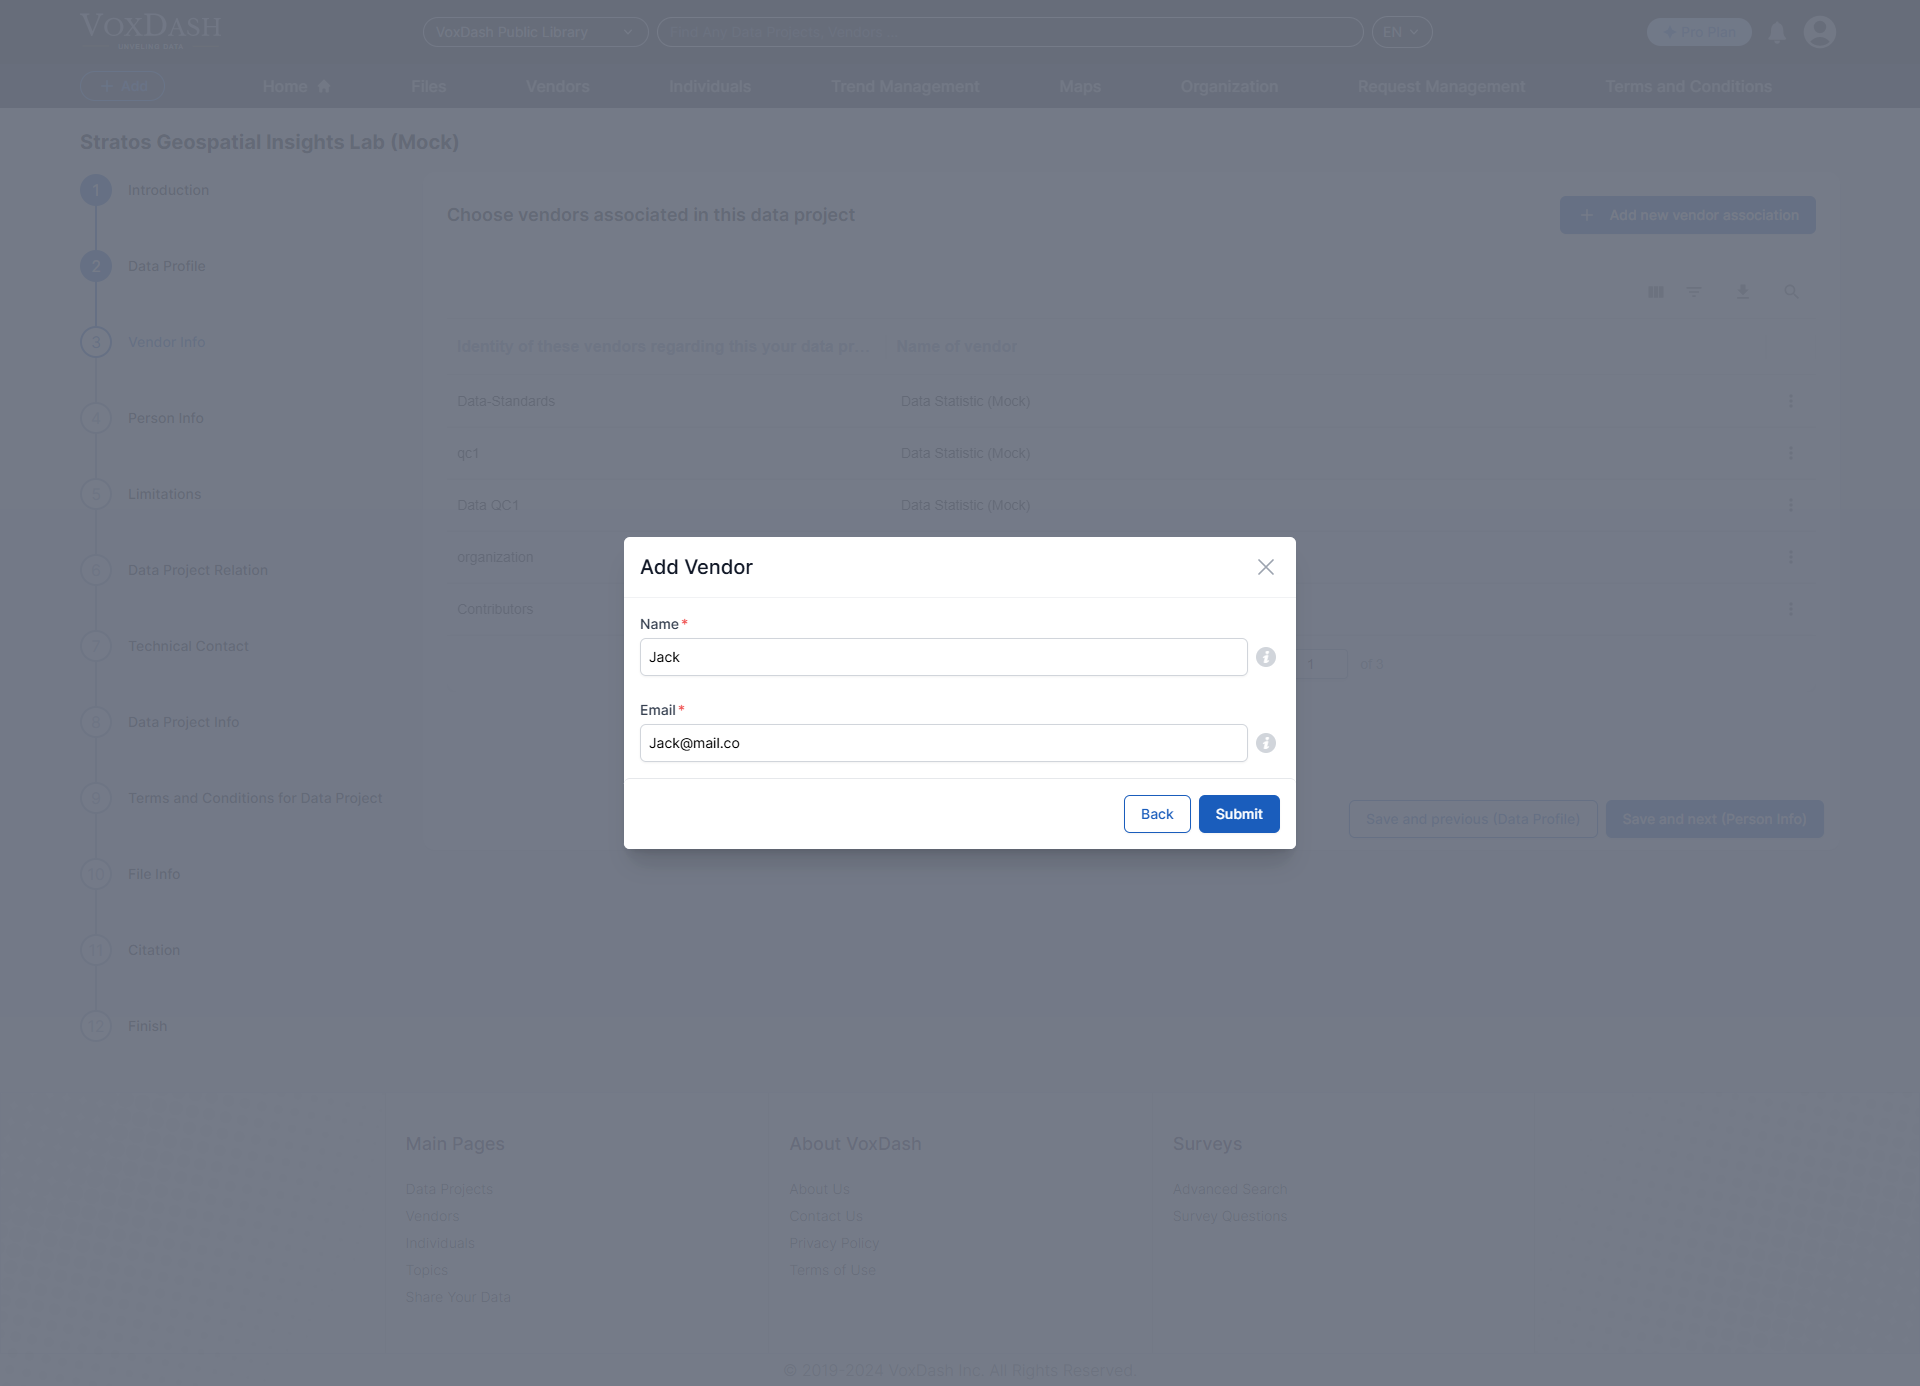 VOXDASH
VoxDash Public Library
EN
Pro Plan
Add
Home
Files
Vendors
Individuals
Trend Management
Maps
Organization
Request Management
Terms and Conditions
Stratos Geospatial Insights Lab (Mock)
1 Introduction
2 Data Profile
3 Vendor Info
4 Person Info
5 Limitations
6 Data Project Relation
7 Technical Contact
8 Data Project Info
9 Terms and Conditions for Data Project
10 File Info
11 Citation
12 Finish
Choose vendors associated in this data project
+ Add new vendor association
Identity of these vendors regarding this your data pr...
Name of vendor
Data-Standards
Data Statistic (Mock)
qc1
Data Statistic (Mock)
Data QC1
Data Statistic (Mock)
organization
Contributors
1 of 3
Add Vendor
Name*
Jack
Email*
Jack@mail.co
Back
Submit
Save and previous (Data Profile)
Save and next (Person Info)
Main Pages
Data Projects
Vendors
Individuals
Topics
Share Your Data
About VoxDash
About Us
Contact Us
Privacy Policy
Terms of Use
Surveys
Advanced Search
Survey Questions
© 2019-2024 VoxDash Inc. All Rights Reserved.